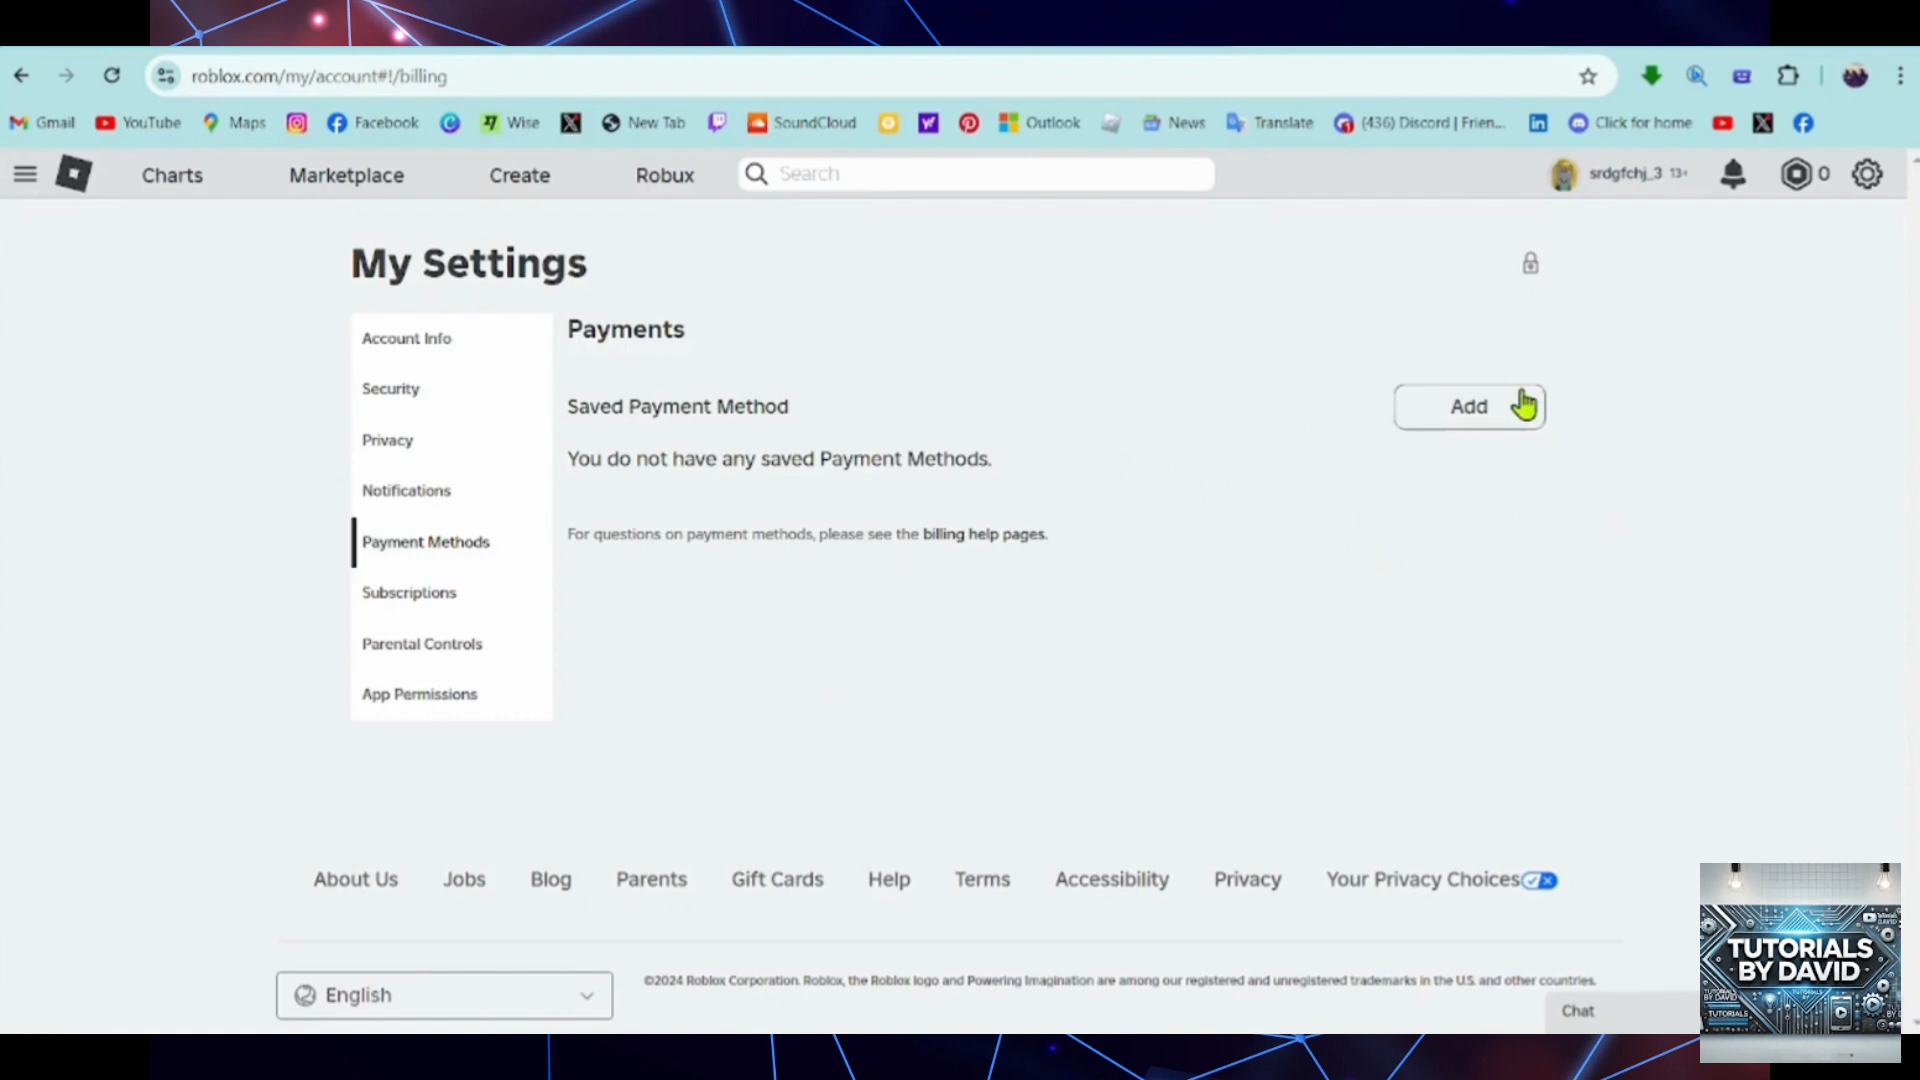 roblox.com/my/account#!/billing
Gmail YouTube Maps Facebook Wise New Tab SoundCloud Outlook News Translate (436) Discord | Frien... Click for home
Charts Marketplace Create Robux Search srdgfchj_3 13+ 0
My Settings
Account Info
Security
Privacy
Notifications
Payment Methods
Subscriptions
Parental Controls
App Permissions
Payments
Saved Payment Method Add
You do not have any saved Payment Methods.
For questions on payment methods, please see the billing help pages.
About Us Jobs Blog Parents Gift Cards Help Terms Accessibility Privacy Your Privacy Choices
English
©2024 Roblox Corporation. Roblox, the Roblox logo and Powering Imagination are among our registered and unregistered trademarks in the U.S. and other countries.
Chat
TUTORIALS
BY DAVID
TUTORIALS